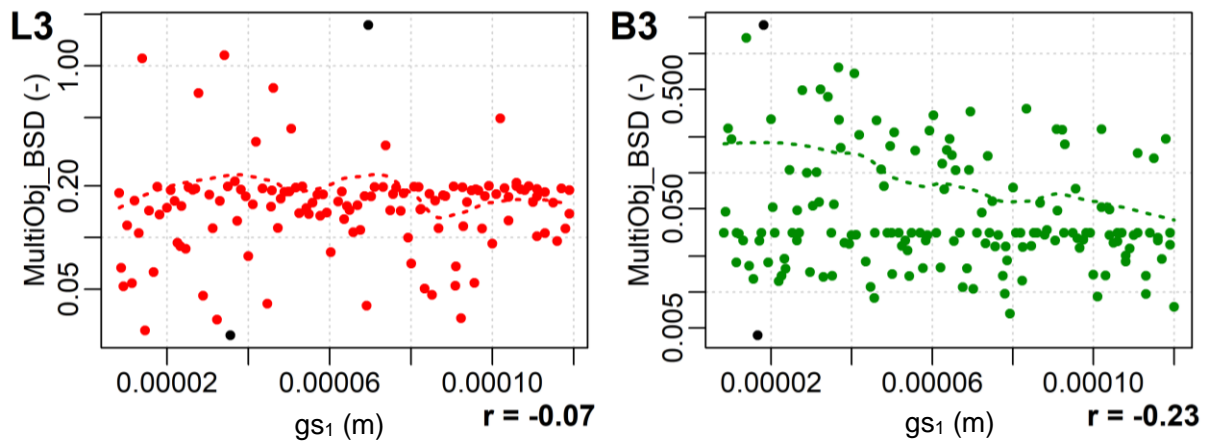 L3
MultiObj_BSD (-)
1.00
0.20
0.05
0.00002
0.00006
0.00010
gs₁ (m)
r = -0.07
B3
MultiObj_BSD (-)
0.500
0.050
0.005
0.00002
0.00006
0.00010
gs₁ (m)
r = -0.23